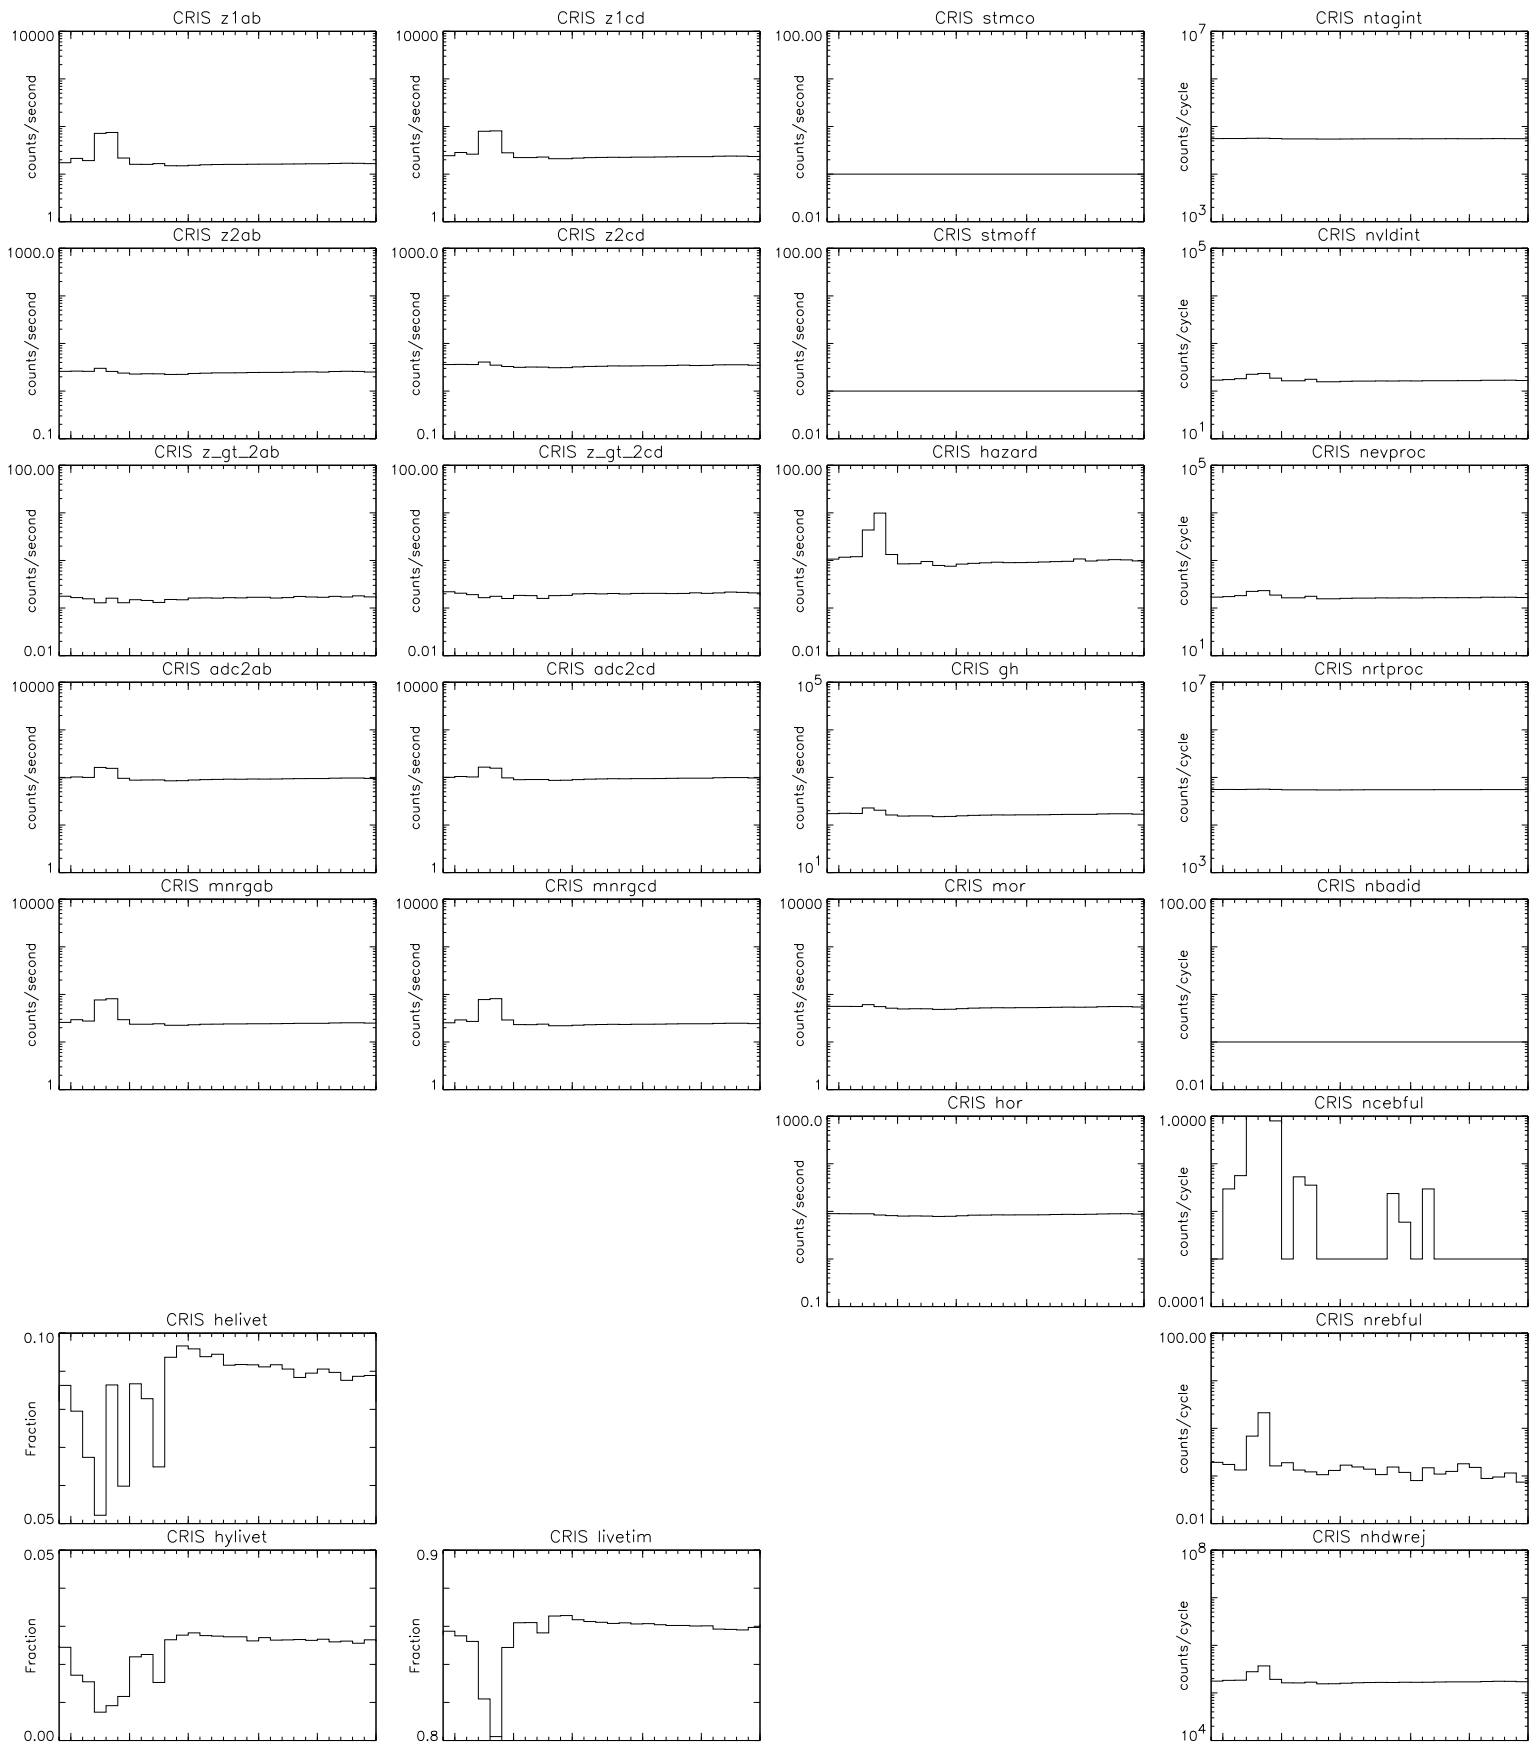 CRIS z1ab
10000
counts/second
1
CRIS z1cd
10000
counts/second
1
CRIS stmco
100.00
counts/second
0.01
CRIS ntagint
10^7
counts/cycle
10^3
CRIS z2ab
1000.0
counts/second
0.1
CRIS z2cd
1000.0
counts/second
0.1
CRIS stmoff
100.00
counts/second
0.01
CRIS nvldint
10^5
counts/cycle
10^1
CRIS z_gt_2ab
100.00
counts/second
0.01
CRIS z_gt_2cd
100.00
counts/second
0.01
CRIS hazard
100.00
counts/second
0.01
CRIS nevproc
10^5
counts/cycle
10^1
CRIS adc2ab
10000
counts/second
1
CRIS adc2cd
10000
counts/second
1
CRIS gh
10^5
counts/second
10^1
CRIS nrtproc
10^7
counts/cycle
10^3
CRIS mnrgab
10000
counts/second
1
CRIS mnrgcd
10000
counts/second
1
CRIS mor
10000
counts/second
1
CRIS nbadid
100.00
counts/cycle
0.01
CRIS hor
1000.0
counts/second
0.1
CRIS ncebful
1.0000
counts/cycle
0.0001
CRIS helivet
0.10
Fraction
0.05
CRIS nrebful
100.00
counts/cycle
0.01
CRIS hylivet
0.05
Fraction
0.00
CRIS livetim
0.9
Fraction
0.8
CRIS nhdwrej
10^8
counts/cycle
10^4